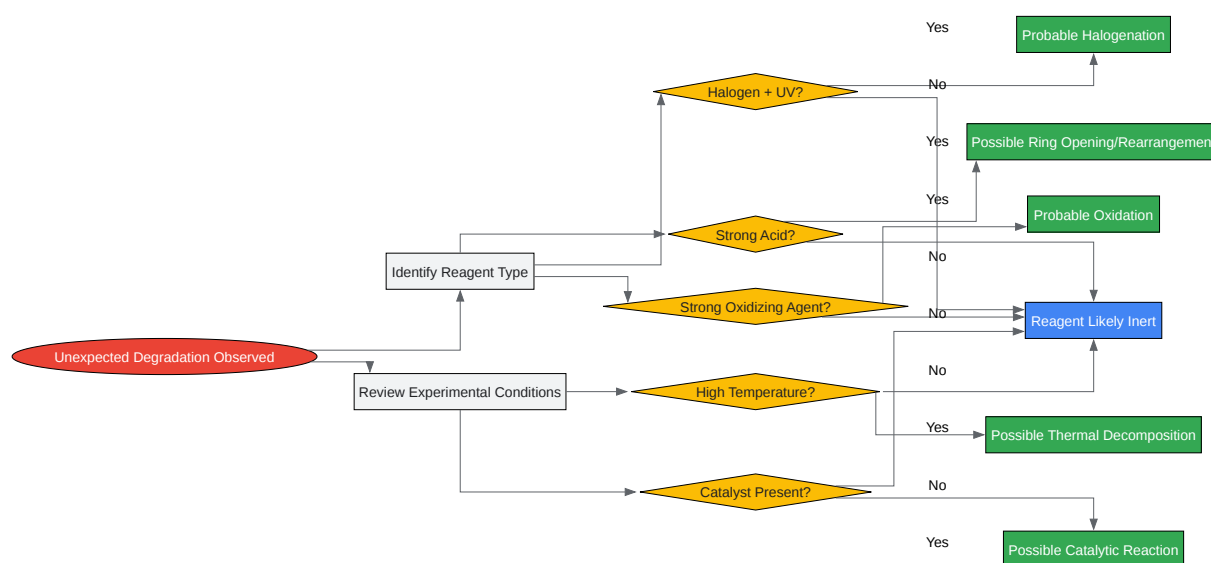 Yes
Probable Halogenation
Halogen + UV?
No
Yes
Possible Ring Opening/Rearrangemen
Yes
Probable Oxidation
Strong Acid?
No
Identify Reagent Type
Strong Oxidizing Agent?
No
Reagent Likely Inert
Unexpected Degradation Observed
Review Experimental Conditions
High Temperature?
No
Yes
Possible Thermal Decomposition
Catalyst Present?
No
Yes
Possible Catalytic Reaction